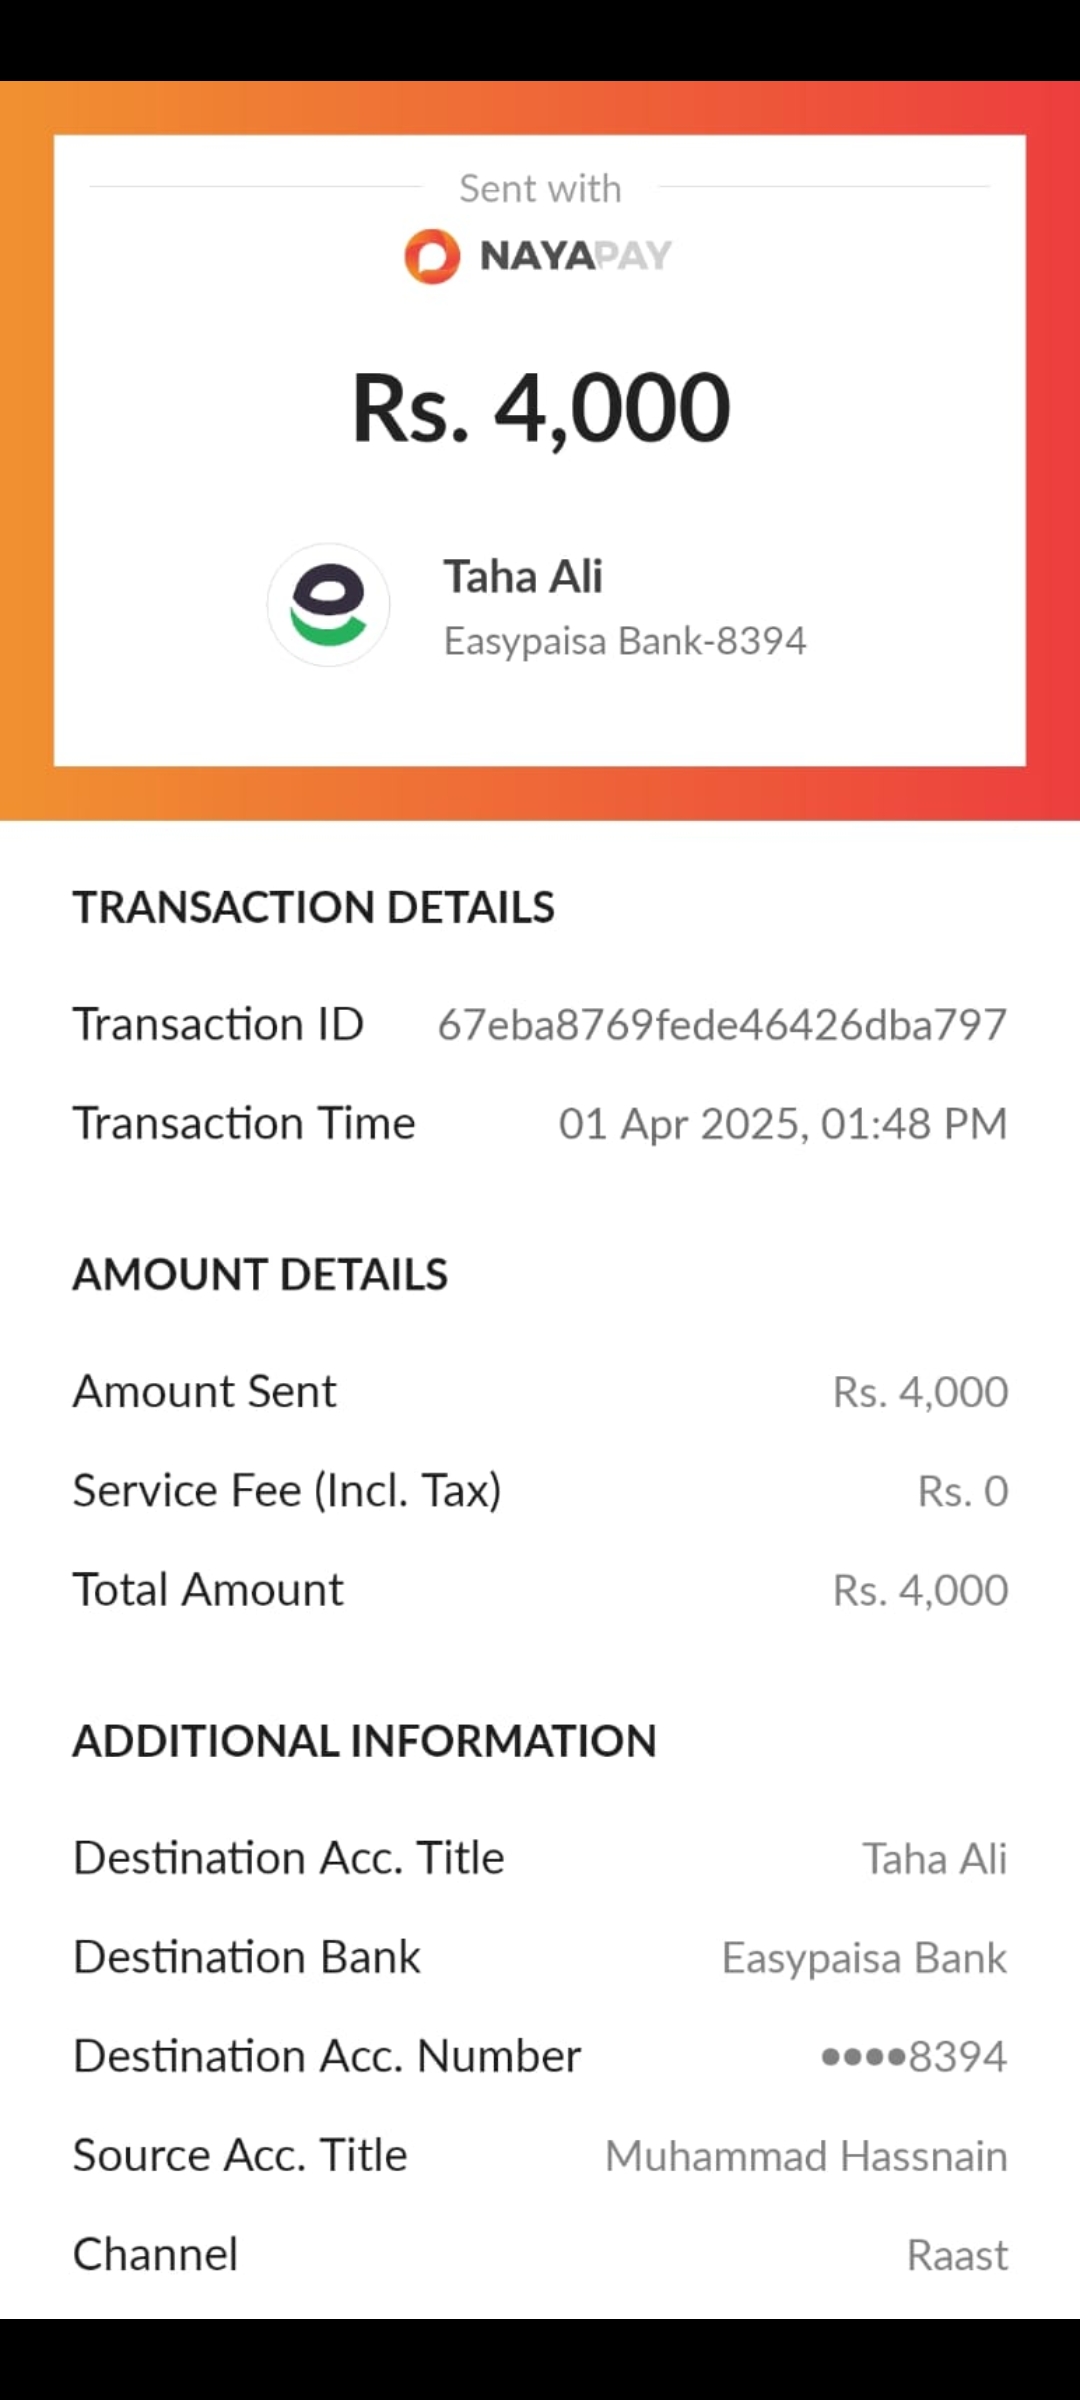 Sent with
NAYAPAY
Rs. 4,000
Taha Ali
Easypaisa Bank-8394
TRANSACTION DETAILS
Transaction ID 67eba8769fede46426dba797
Transaction Time 01 Apr 2025, 01:48 PM
AMOUNT DETAILS
Amount Sent Rs. 4,000
Service Fee (Incl. Tax) Rs. 0
Total Amount Rs. 4,000
ADDITIONAL INFORMATION
Destination Acc. Title Taha Ali
Destination Bank Easypaisa Bank
Destination Acc. Number ••••8394
Source Acc. Title Muhammad Hassnain
Channel Raast